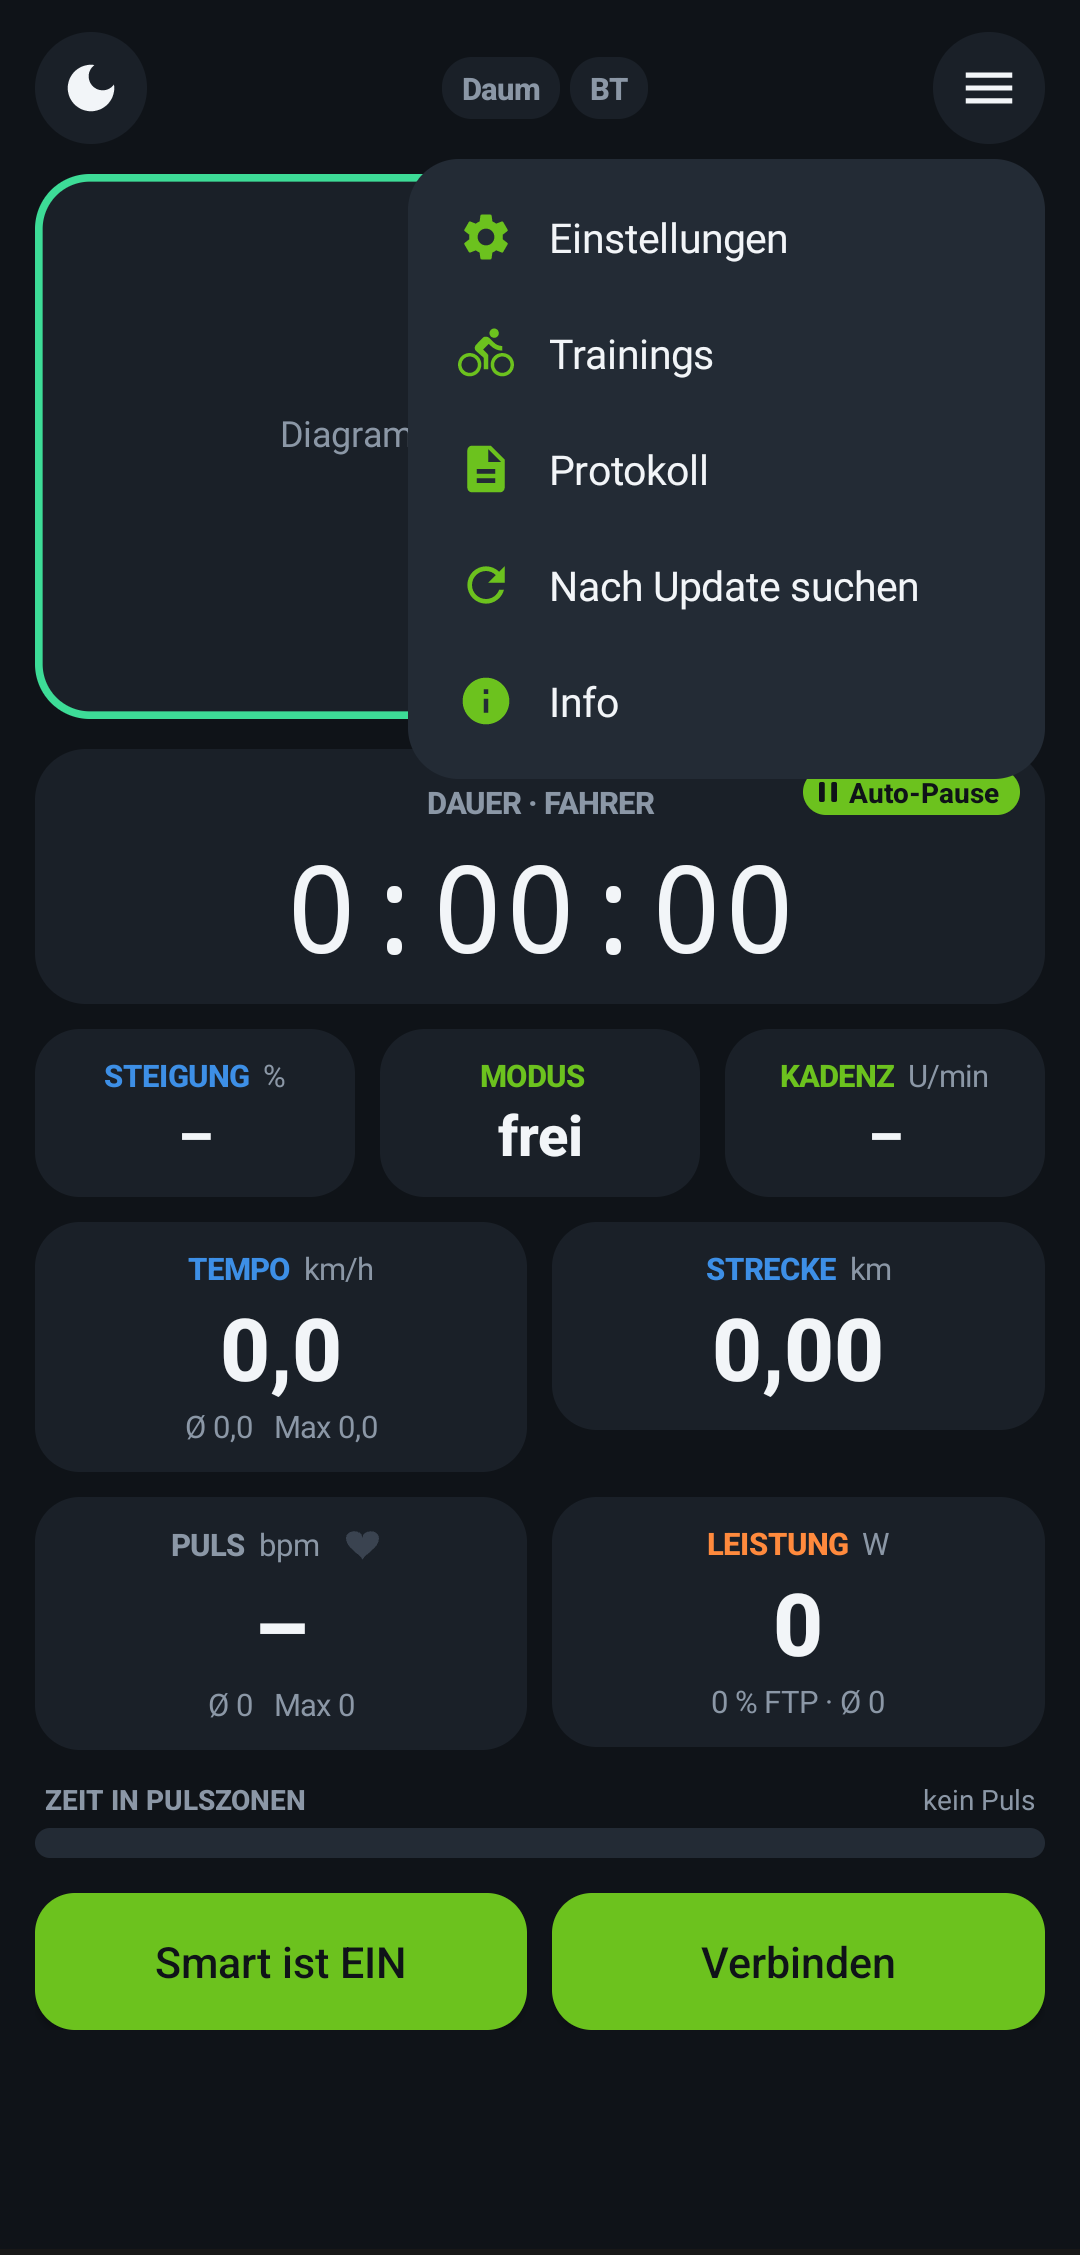 Daum BT
Einstellungen
Trainings
Diagram
Protokoll
Nach Update suchen
Info
DAUER · FAHRER
Auto-Pause
0:00:00
STEIGUNG %
–
MODUS
frei
KADENZ U/min
–
TEMPO km/h
0,0
Ø 0,0 Max 0,0
STRECKE km
0,00
PULS bpm
–
Ø 0 Max 0
LEISTUNG W
0
0 % FTP · Ø 0
ZEIT IN PULSZONEN
kein Puls
Smart ist EIN
Verbinden